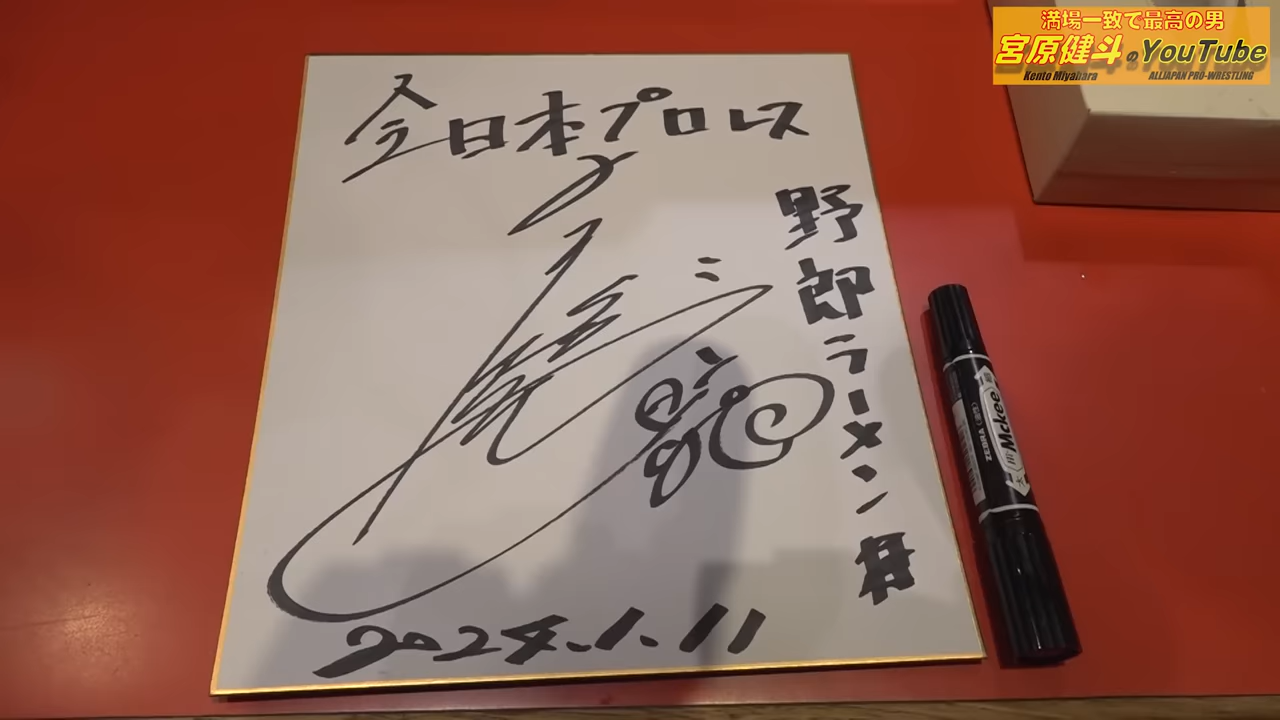 満場一致で最高の男
宮原健斗のYouTube
Kento Miyahara
ALLJAPAN PRO-WRESTLING
全日本プロレス
野郎ラーメン
2024.1.11
ZEBRA
Mckee